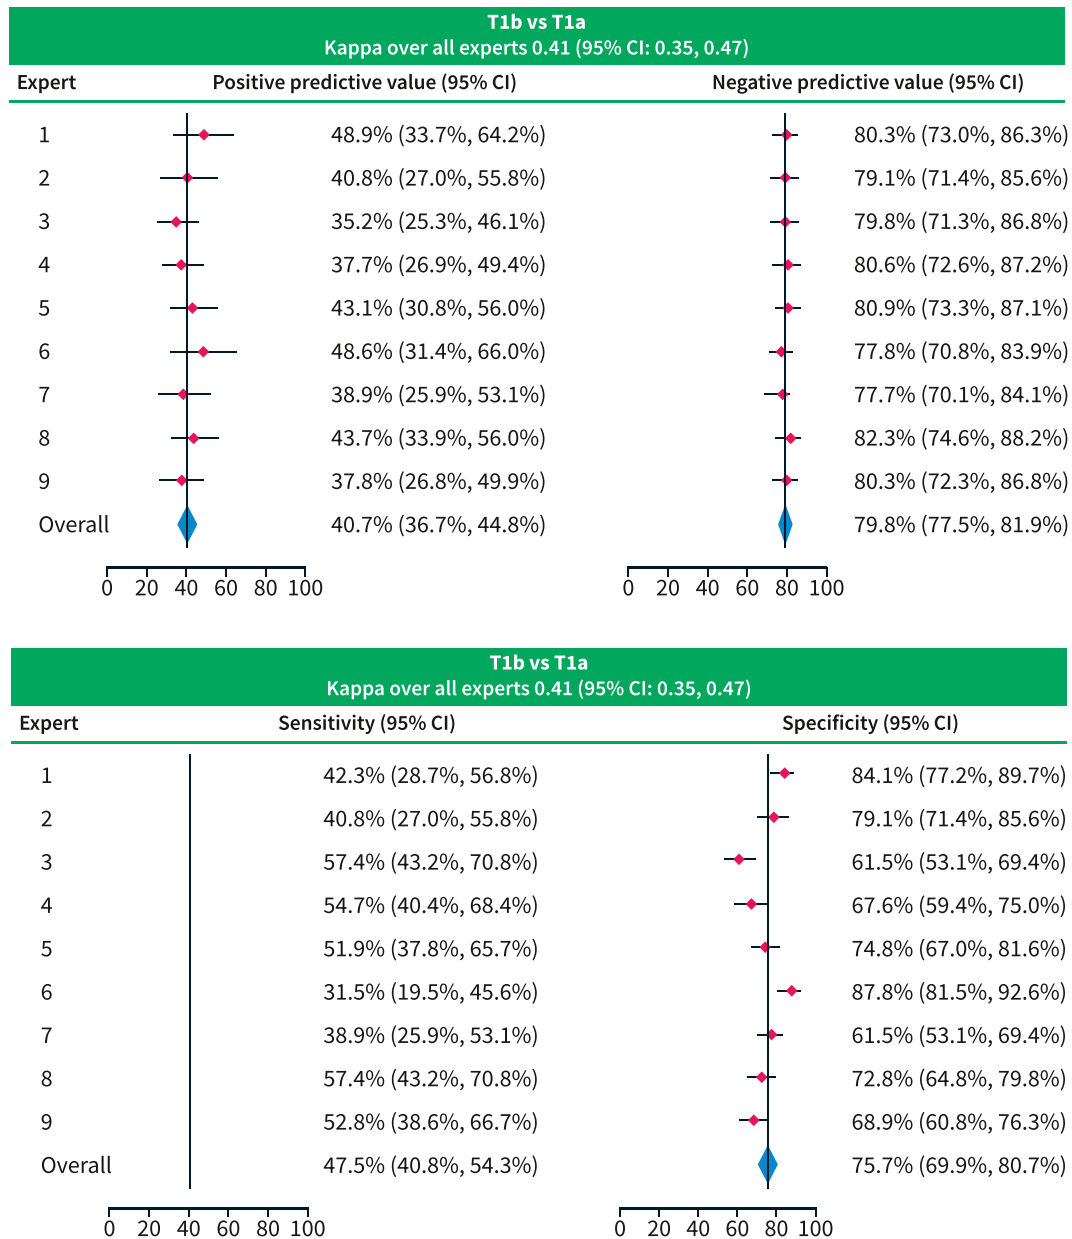 T1b vs T1a
Kappa over all experts 0.41 (95% CI: 0.35, 0.47)
Expert Positive predictive value (95% CI) Negative predictive value (95% CI)
1 48.9% (33.7%, 64.2%) 80.3% (73.0%, 86.3%)
2 40.8% (27.0%, 55.8%) 79.1% (71.4%, 85.6%)
3 35.2% (25.3%, 46.1%) 79.8% (71.3%, 86.8%)
4 37.7% (26.9%, 49.4%) 80.6% (72.6%, 87.2%)
5 43.1% (30.8%, 56.0%) 80.9% (73.3%, 87.1%)
6 48.6% (31.4%, 66.0%) 77.8% (70.8%, 83.9%)
7 38.9% (25.9%, 53.1%) 77.7% (70.1%, 84.1%)
8 43.7% (33.9%, 56.0%) 82.3% (74.6%, 88.2%)
9 37.8% (26.8%, 49.9%) 80.3% (72.3%, 86.8%)
Overall 40.7% (36.7%, 44.8%) 79.8% (77.5%, 81.9%)
0 20 40 60 80 100 0 20 40 60 80 100
T1b vs T1a
Kappa over all experts 0.41 (95% CI: 0.35, 0.47)
Expert Sensitivity (95% CI) Specificity (95% CI)
1 42.3% (28.7%, 56.8%) 84.1% (77.2%, 89.7%)
2 40.8% (27.0%, 55.8%) 79.1% (71.4%, 85.6%)
3 57.4% (43.2%, 70.8%) 61.5% (53.1%, 69.4%)
4 54.7% (40.4%, 68.4%) 67.6% (59.4%, 75.0%)
5 51.9% (37.8%, 65.7%) 74.8% (67.0%, 81.6%)
6 31.5% (19.5%, 45.6%) 87.8% (81.5%, 92.6%)
7 38.9% (25.9%, 53.1%) 61.5% (53.1%, 69.4%)
8 57.4% (43.2%, 70.8%) 72.8% (64.8%, 79.8%)
9 52.8% (38.6%, 66.7%) 68.9% (60.8%, 76.3%)
Overall 47.5% (40.8%, 54.3%) 75.7% (69.9%, 80.7%)
0 20 40 60 80 100 0 20 40 60 80 100